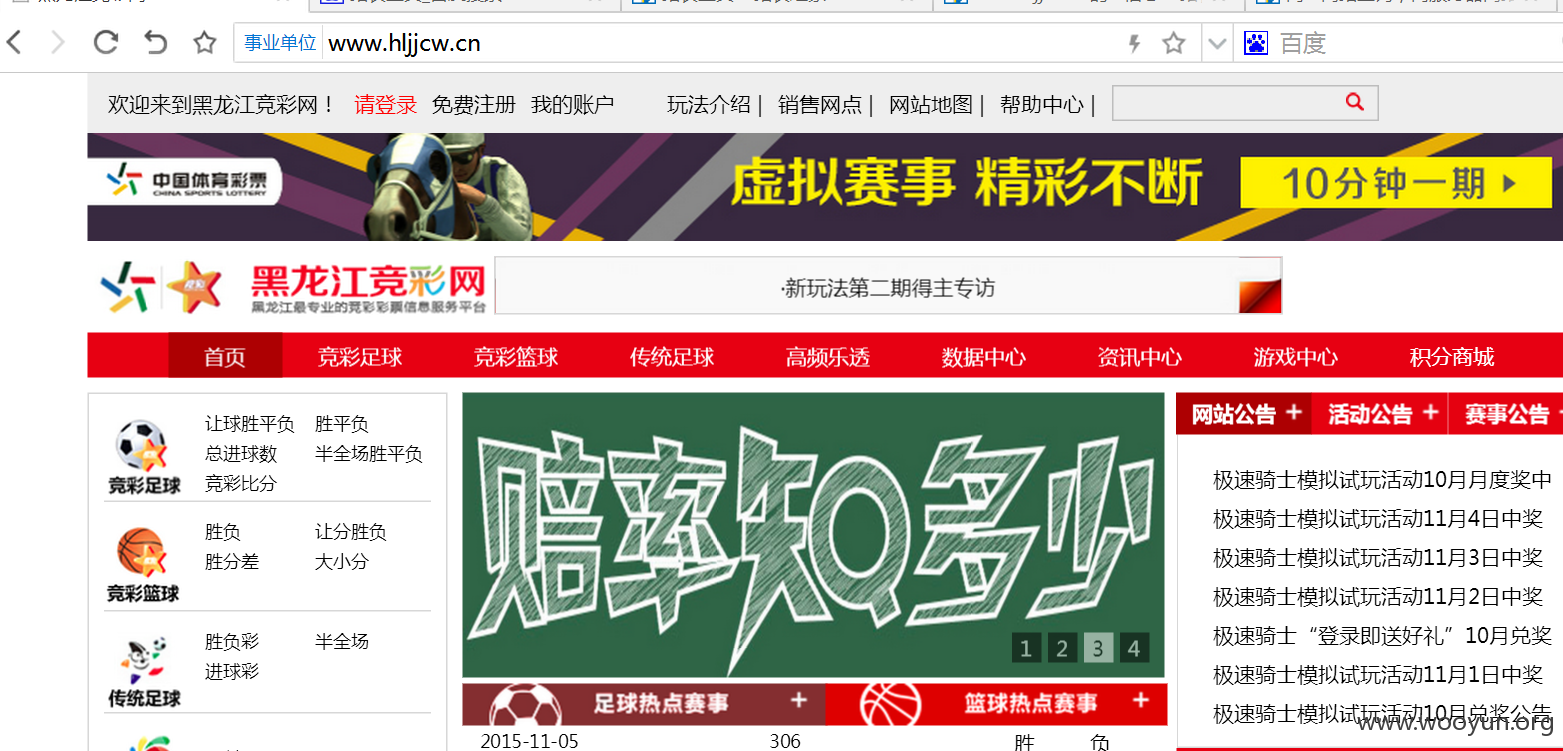 事业单位 www.hljjcw.cn 百度
欢迎来到黑龙江竞彩网！ 请登录 免费注册 我的账户 玩法介绍 | 销售网点 | 网站地图 | 帮助中心 |
中国体育彩票
CHINA SPORTS LOTTERY
虚拟赛事 精彩不断 10分钟一期
竞彩
黑龙江竞彩网
黑龙江最专业的竞彩彩票信息服务平台
·新玩法第二期得主专访
首页 竞彩足球 竞彩篮球 传统足球 高频乐透 数据中心 资讯中心 游戏中心 积分商城
竞彩足球
让球胜平负 胜平负
总进球数 半全场胜平负
竞彩比分
竞彩篮球
胜负 让分胜负
胜分差 大小分
传统足球
胜负彩 半全场
进球彩
赔率知Q多少
1 2 3 4
足球热点赛事 + 篮球热点赛事 +
2015-11-05 306 胜 负
网站公告 + 活动公告 + 赛事公告
极速骑士模拟试玩活动10月月度奖中
极速骑士模拟试玩活动11月4日中奖
极速骑士模拟试玩活动11月3日中奖
极速骑士模拟试玩活动11月2日中奖
极速骑士“登录即送好礼”10月兑奖
极速骑士模拟试玩活动11月1日中奖
极速骑士模拟试玩活动10月兑奖公告
www.wooyun.org